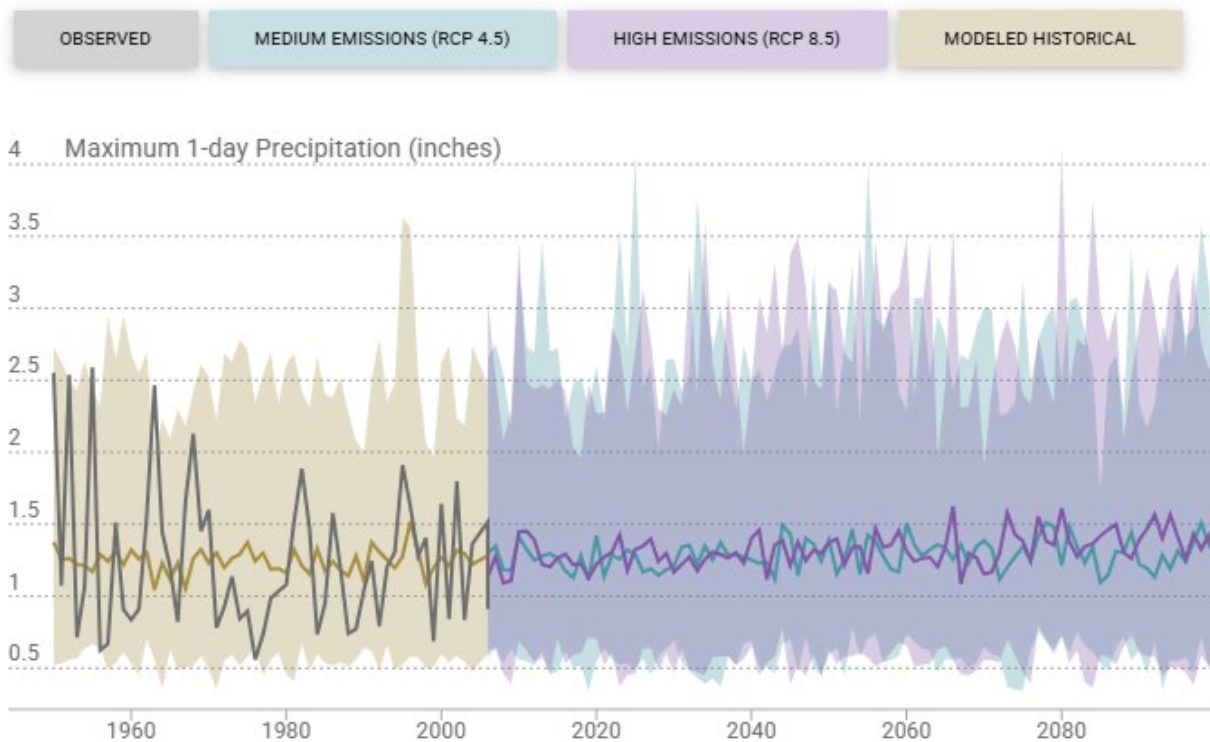 OBSERVED MEDIUM EMISSIONS (RCP 4.5) HIGH EMISSIONS (RCP 8.5) MODELED HISTORICAL
Maximum 1-day Precipitation (inches)
4
3.5
3
2.5
2
1.5
1
0.5
1960 1980 2000 2020 2040 2060 2080